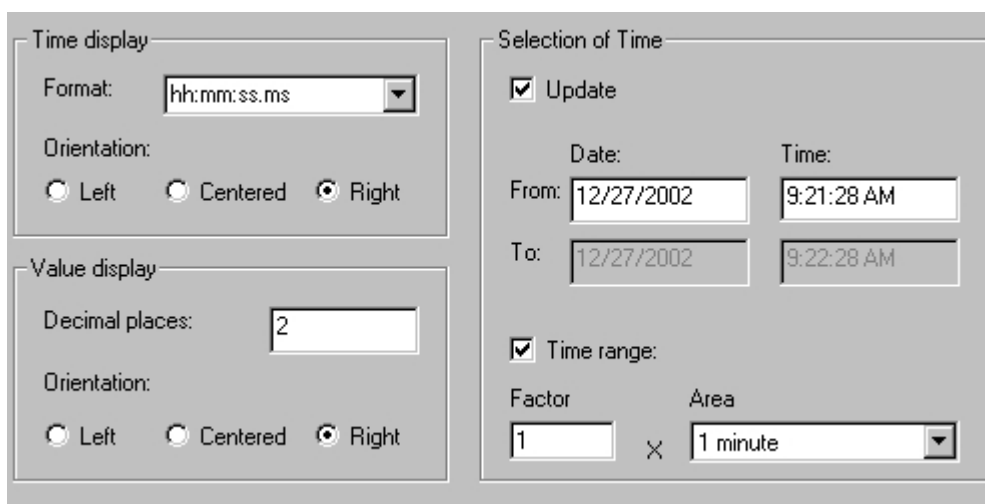 Time display
Format: hh:mm:ss.ms
Orientation:
Left Centered Right
Value display
Decimal places: 2
Orientation:
Left Centered Right
Selection of Time
Update
Date: Time:
From: 12/27/2002 9:21:28 AM
To: 12/27/2002 9:22:28 AM
Time range:
Factor Area
1 X 1 minute